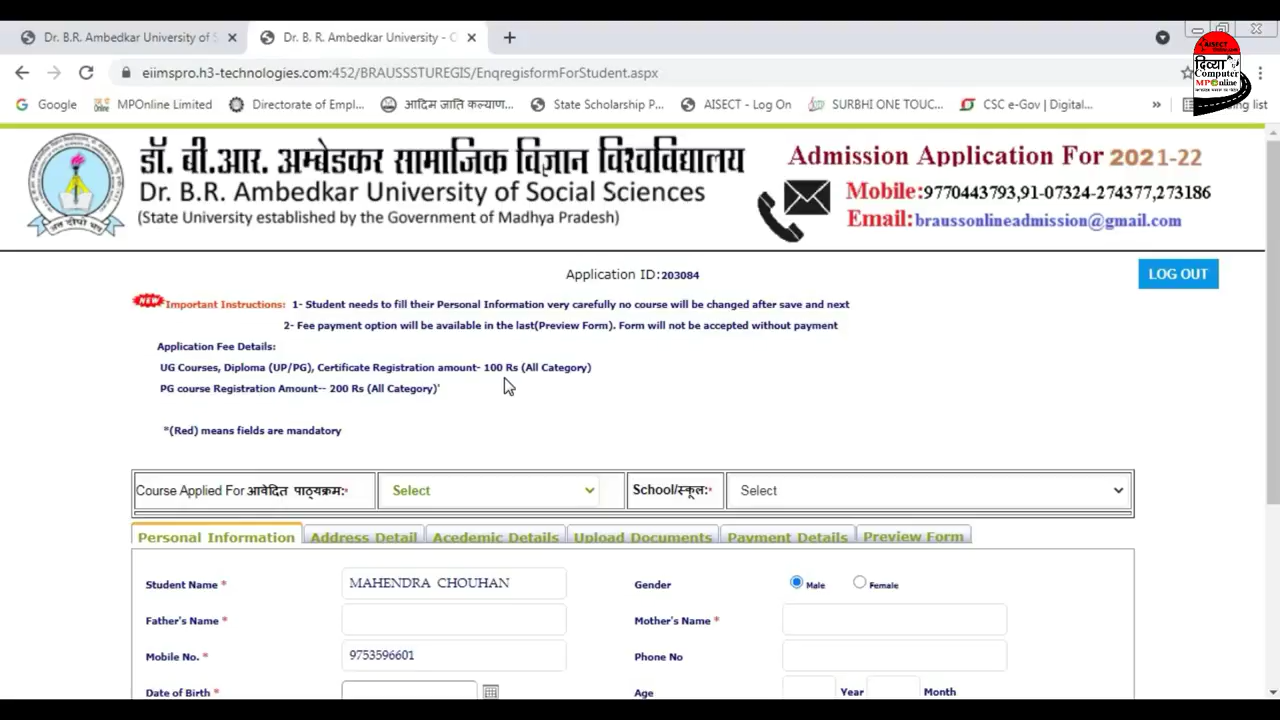 Dr. B.R. Ambedkar University of S
Dr. B. R. Ambedkar University - O
eiimspro.h3-technologies.com:452/BRAUSSSTUREGIS/EnqregisformForStudent.aspx
AISECT
दिव्या
Computer
MPOnline
Google
MPOnline Limited
Directorate of Empl...
आदिम जाति कल्याण...
State Scholarship P...
AISECT - Log On
SURBHI ONE TOUC...
CSC e-Gov | Digital...
»
ng list
डॉ. बी.आर. अम्बेडकर सामाजिक विज्ञान विश्वविद्यालय
Dr. B.R. Ambedkar University of Social Sciences
(State University established by the Government of Madhya Pradesh)
Admission Application For 2021-22
Mobile:9770443793,91-07324-274377,273186
Email:braussonlineadmission@gmail.com
Application ID:203084
LOG OUT
NEW Important Instructions: 1- Student needs to fill their Personal Information very carefully no course will be changed after save and next
2- Fee payment option will be available in the last(Preview Form). Form will not be accepted without payment
Application Fee Details:
UG Courses, Diploma (UP/PG), Certificate Registration amount- 100 Rs (All Category)
PG course Registration Amount-- 200 Rs (All Category)'
*(Red) means fields are mandatory
Course Applied For आवेदित पाठ्यक्रम:* Select School/स्कूल:* Select
Personal Information Address Detail Acedemic Details Upload Documents Payment Details Preview Form
Student Name * MAHENDRA CHOUHAN Gender Male Female
Father's Name * Mother's Name *
Mobile No. * 9753596601 Phone No
Date of Birth * Age Year Month